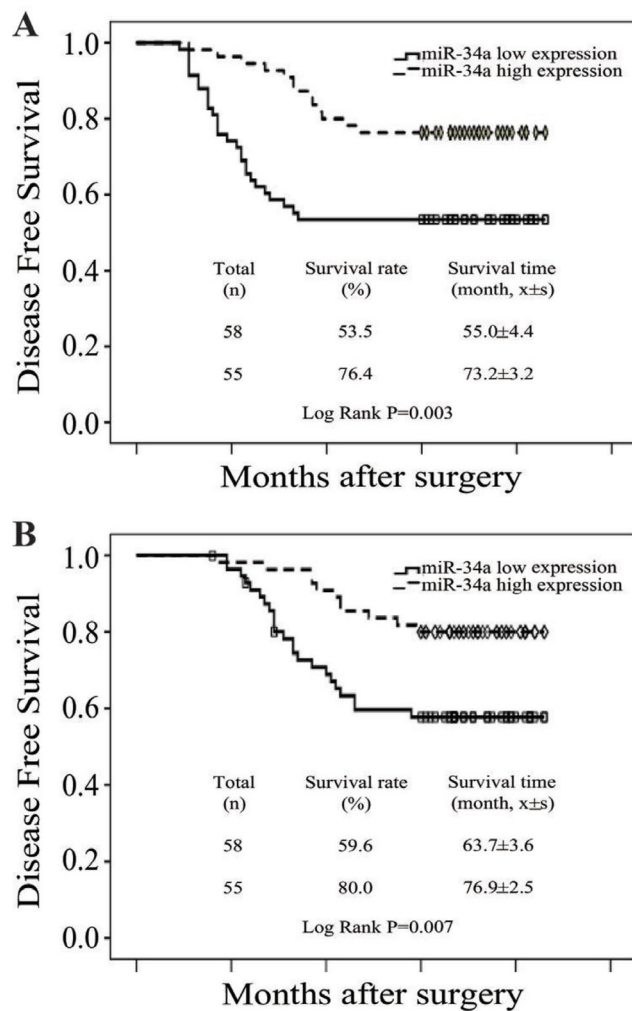 A
1.0
0.8
0.6
0.4
0.2
0.0
Disease Free Survival
miR-34a low expression
miR-34a high expression
Total Survival rate Survival time
(n) (%) (month, x±s)
58 53.5 55.0±4.4
55 76.4 73.2±3.2
Log Rank P=0.003
Months after surgery
B
1.0
0.8
0.6
0.4
0.2
0.0
Disease Free Survival
miR-34a low expression
miR-34a high expression
Total Survival rate Survival time
(n) (%) (month, x±s)
58 59.6 63.7±3.6
55 80.0 76.9±2.5
Log Rank P=0.007
Months after surgery